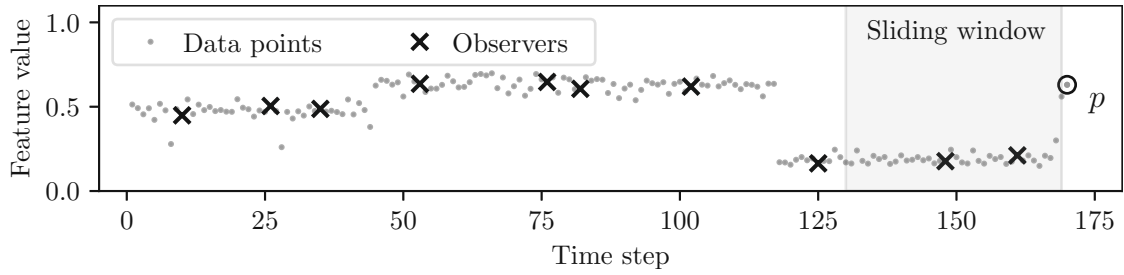 Feature value
1.0
0.5
0.0
Data points
Observers
Sliding window
p
0
25
50
75
100
125
150
175
Time step